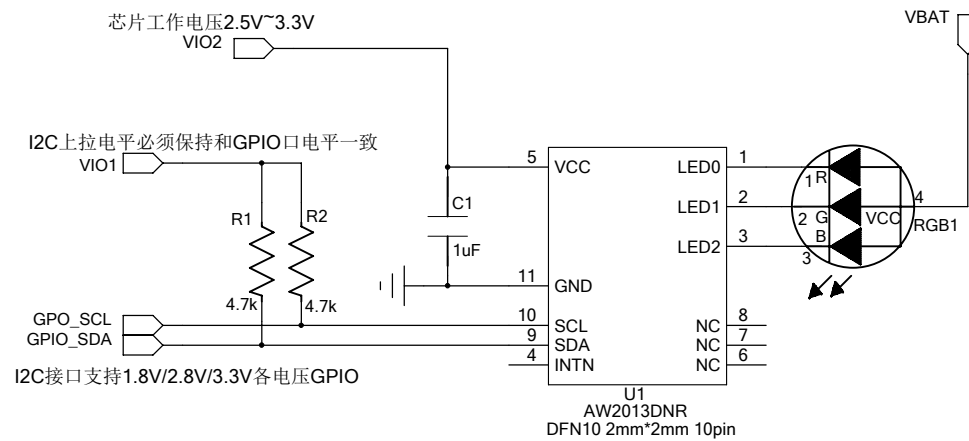 芯片工作电压2.5V~3.3V
VIO2
VBAT
I2C上拉电平必须保持和GPIO口电平一致
VIO1
R1
R2
4.7k
4.7k
C1
1uF
5
VCC
11
GND
10
SCL
9
SDA
4
INTN
LED0
1
LED1
2
LED2
3
NC
8
NC
7
NC
6
1
R
2
G
VCC
4
B
3
RGB1
GPO_SCL
GPIO_SDA
I2C接口支持1.8V/2.8V/3.3V各电压GPIO
U1
AW2013DNR
DFN10 2mm*2mm 10pin